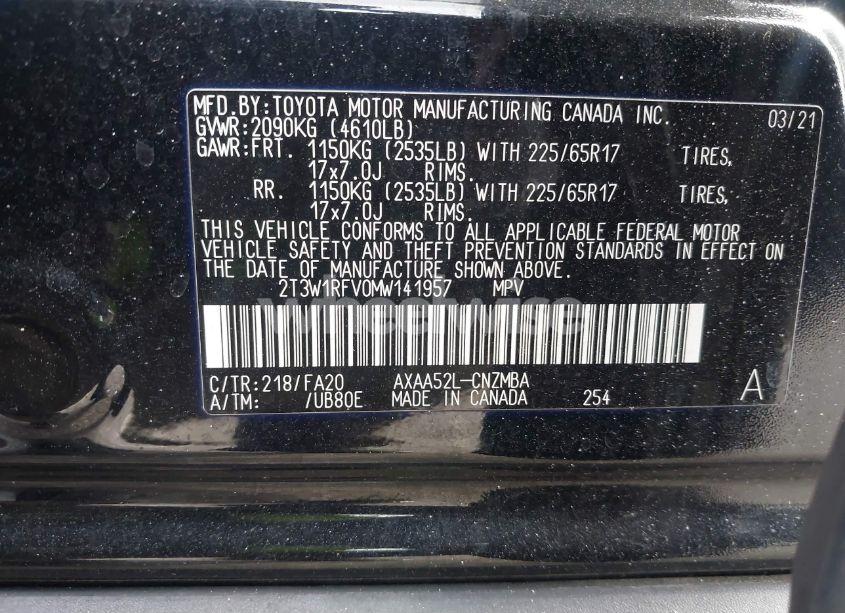 MFD.BY:TOYOTA MOTOR MANUFACTURING CANADA INC. 03/21
GVWR:2090KG (4610LB)
GAWR:FRT. 1150KG (2535LB) WITH 225/65R17 TIRES,
17x7.0J RIMS.
RR. 1150KG (2535LB) WITH 225/65R17 TIRES,
17x7.0J RIMS.
THIS VEHICLE CONFORMS TO ALL APPLICABLE FEDERAL MOTOR
VEHICLE SAFETY AND THEFT PREVENTION STANDARDS IN EFFECT ON
THE DATE OF MANUFACTURE SHOWN ABOVE.
2T3W1RFV0MW141957 MPV
wheelwise
C/TR:218/FA20 AXAA52L-CNZMBA A
A/TM: /UB80E MADE IN CANADA 254